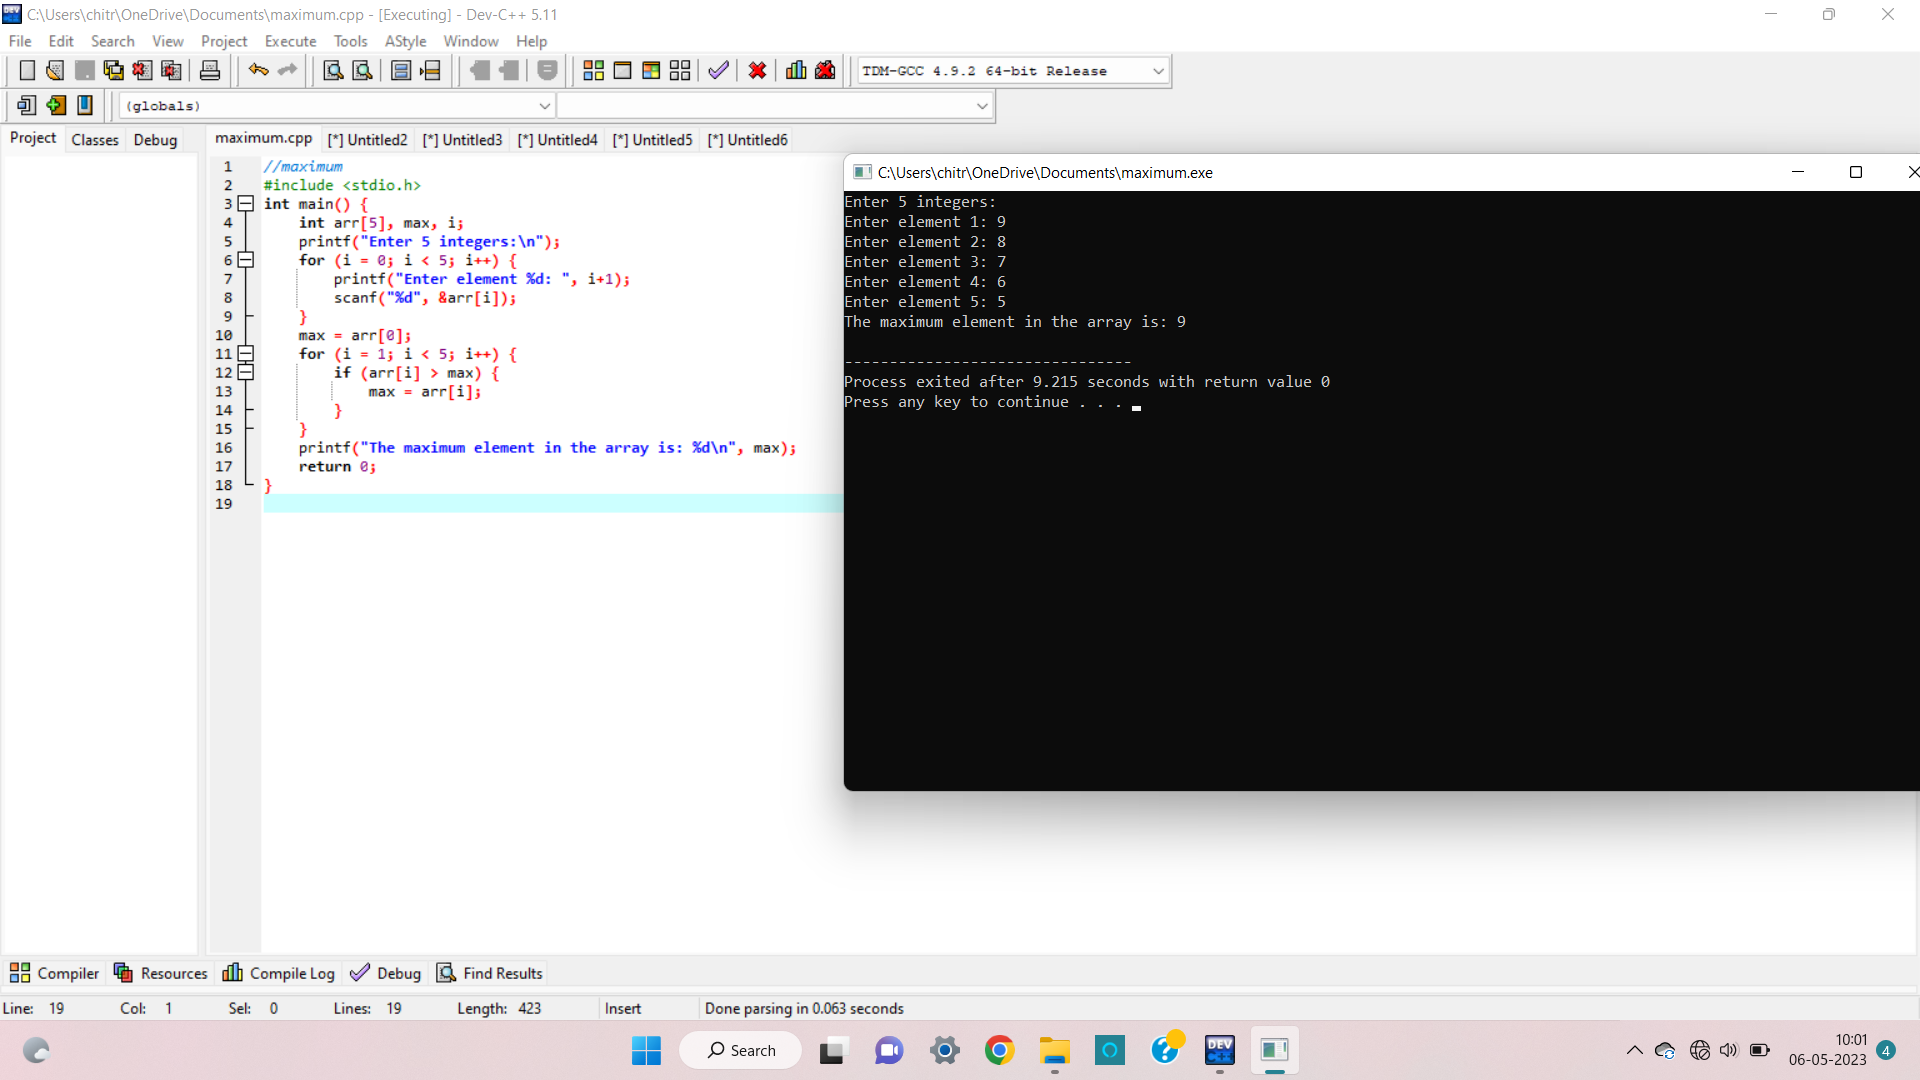 C:\Users\chitr\OneDrive\Documents\maximum.cpp - [Executing] - Dev-C++ 5.11
File Edit Search View Project Execute Tools AStyle Window Help
TDM-GCC 4.9.2 64-bit Release
(globals)
Project Classes Debug
maximum.cpp [*] Untitled2 [*] Untitled3 [*] Untitled4 [*] Untitled5 [*] Untitled6
1 //maximum
2 #include <stdio.h>
3 int main() {
4 int arr[5], max, i;
5 printf("Enter 5 integers:\n");
6 for (i = 0; i < 5; i++) {
7 printf("Enter element %d: ", i+1);
8 scanf("%d", &arr[i]);
9 }
10 max = arr[0];
11 for (i = 1; i < 5; i++) {
12 if (arr[i] > max) {
13 max = arr[i];
14 }
15 }
16 printf("The maximum element in the array is: %d\n", max);
17 return 0;
18 }
19
C:\Users\chitr\OneDrive\Documents\maximum.exe
Enter 5 integers:
Enter element 1: 9
Enter element 2: 8
Enter element 3: 7
Enter element 4: 6
Enter element 5: 5
The maximum element in the array is: 9
--------------------------------
Process exited after 9.215 seconds with return value 0
Press any key to continue . . .
Compiler Resources Compile Log Debug Find Results
Line: 19 Col: 1 Sel: 0 Lines: 19 Length: 423 Insert Done parsing in 0.063 seconds
Search
DEV C++
10:01
06-05-2023
4